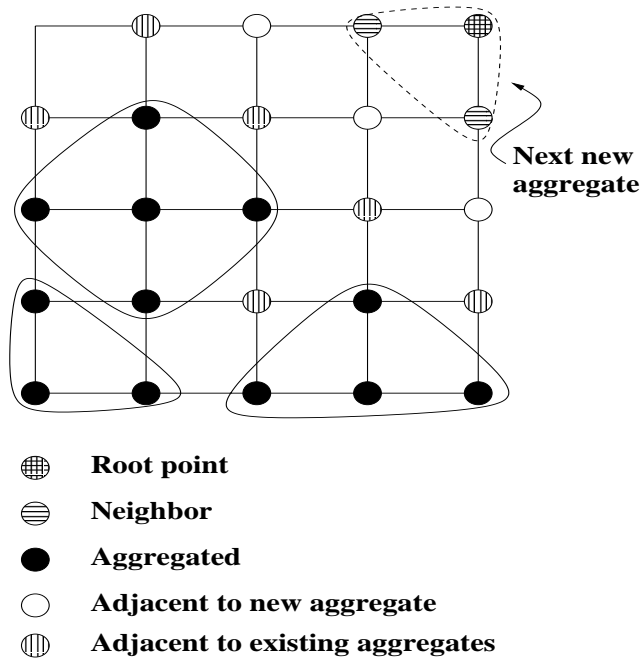 Next new
aggregate
Root point
Neighbor
Aggregated
Adjacent to new aggregate
Adjacent to existing aggregates